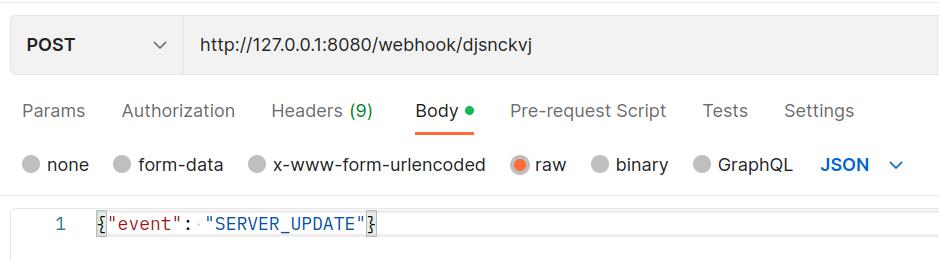 POST http://127.0.0.1:8080/webhook/djsnckvj
Params Authorization Headers (9) Body Pre-request Script Tests Settings
none form-data x-www-form-urlencoded raw binary GraphQL JSON
1 {"event": "SERVER_UPDATE"}